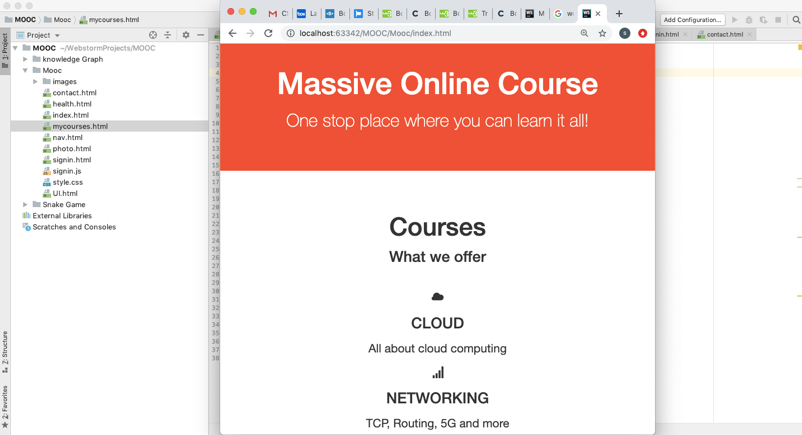 MOOC
Mooc
mycourses.html
Add Configuration...
1: Project
Project
MOOC ~/WebstormProjects/MOOC
knowledge Graph
Mooc
images
contact.html
health.html
index.html
mycourses.html
nav.html
photo.html
signin.html
signin.js
style.css
UI.html
Snake Game
External Libraries
Scratches and Consoles
Z: Structure
2: Favorites
1
2
3
4
5
6
7
8
9
10
11
12
13
14
15
16
17
18
19
20
21
22
23
24
25
26
27
28
29
30
31
32
33
34
35
36
37
38
nin.html
contact.html
localhost:63342/MOOC/Mooc/index.html
S
Massive Online Course
One stop place where you can learn it all!
Courses
What we offer
CLOUD
All about cloud computing
NETWORKING
TCP, Routing, 5G and more